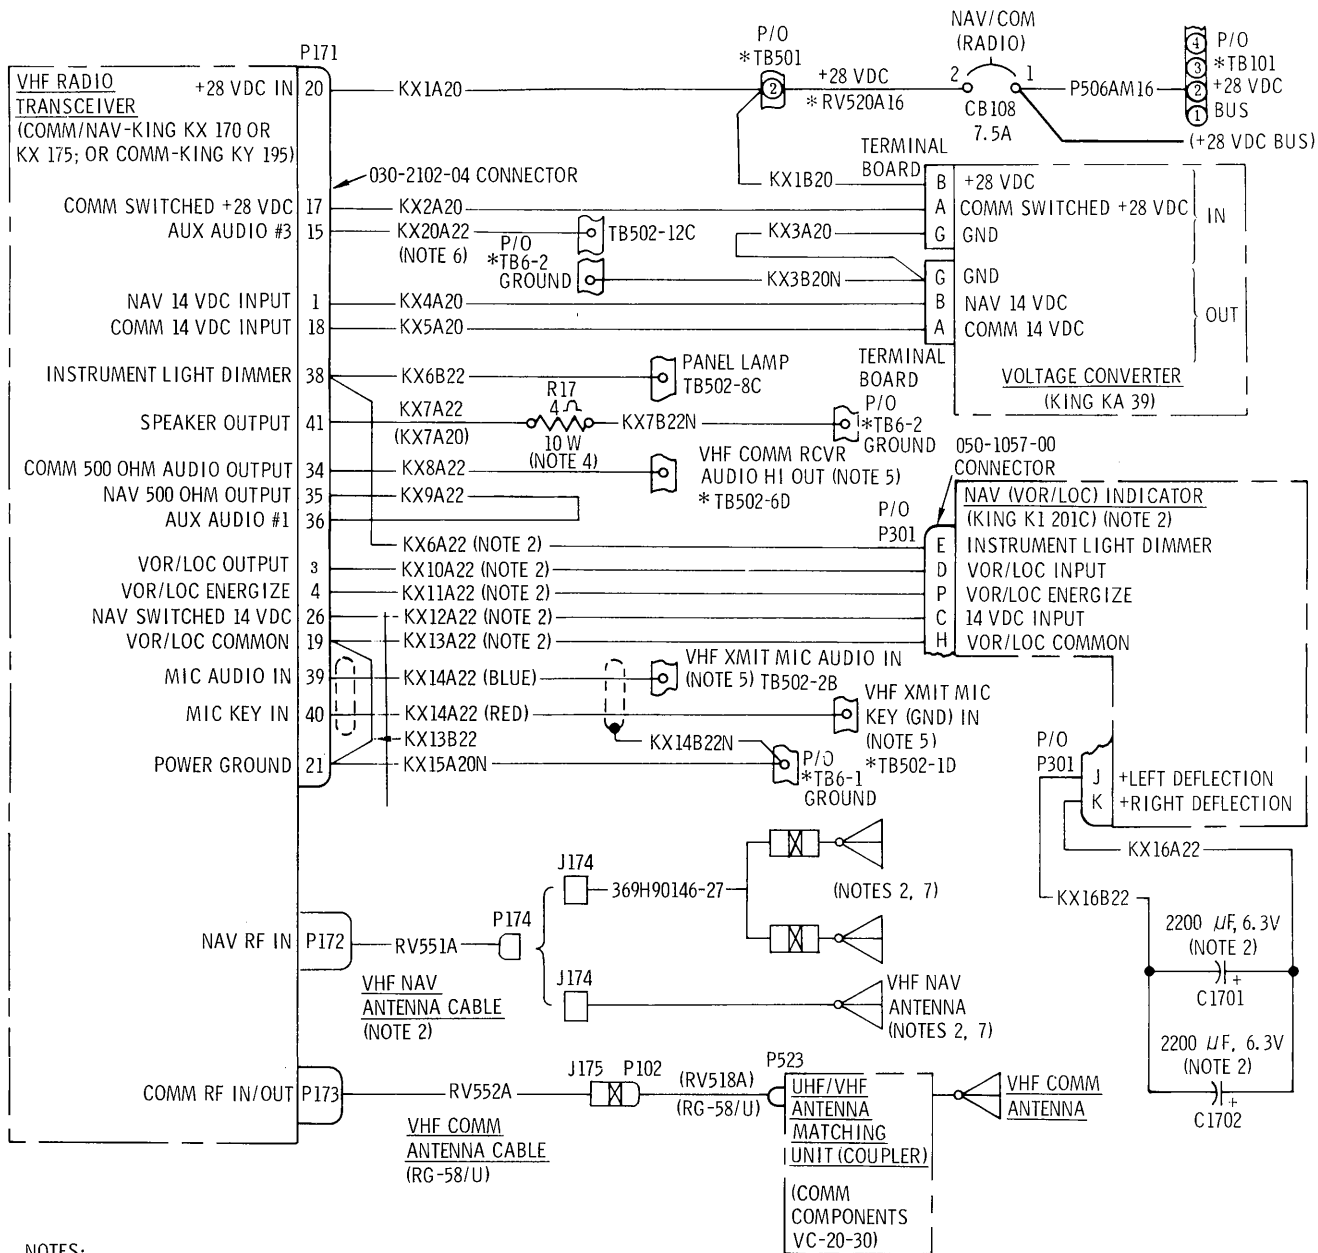 P171
VHF RADIO
TRANSCEIVER
(COMM/NAV-KING KX 170 OR
KX 175; OR COMM-KING KY 195)
+28 VDC IN 20 KX1A20
P/O
*TB501
2
+28 VDC
*RV520A16
NAV/COM
(RADIO)
2 1
CB108
7.5A
P506AM16
4 P/O
3 *TB101
2 +28 VDC
1 BUS
(+28 VDC BUS)
030-2102-04 CONNECTOR
TERMINAL
BOARD
KX1B20 B +28 VDC
COMM SWITCHED +28 VDC 17 KX2A20 A COMM SWITCHED +28 VDC
IN
AUX AUDIO #3 15 KX20A22 TB502-12C KX3A20 G GND
(NOTE 6)
P/O
*TB6-2
GROUND
KX3B20N G GND
NAV 14 VDC INPUT 1 KX4A20 B NAV 14 VDC
OUT
COMM 14 VDC INPUT 18 KX5A20 A COMM 14 VDC
VOLTAGE CONVERTER
(KING KA 39)
INSTRUMENT LIGHT DIMMER 38 KX6B22 PANEL LAMP
TB502-8C
TERMINAL
BOARD
SPEAKER OUTPUT 41 KX7A22
(KX7A20)
R17
4Ω
10 W
(NOTE 4)
KX7B22N P/O
*TB6-2
GROUND
COMM 500 OHM AUDIO OUTPUT 34 KX8A22 VHF COMM RCVR
AUDIO HI OUT (NOTE 5)
*TB502-6D
NAV 500 OHM OUTPUT 35 KX9A22
AUX AUDIO #1 36
050-1057-00
CONNECTOR
P/O
P301
NAV (VOR/LOC) INDICATOR
(KING K1 201C) (NOTE 2)
KX6A22 (NOTE 2) E INSTRUMENT LIGHT DIMMER
VOR/LOC OUTPUT 3 KX10A22 (NOTE 2) D VOR/LOC INPUT
VOR/LOC ENERGIZE 4 KX11A22 (NOTE 2) P VOR/LOC ENERGIZE
NAV SWITCHED 14 VDC 26 KX12A22 (NOTE 2) C 14 VDC INPUT
VOR/LOC COMMON 19 KX13A22 (NOTE 2) H VOR/LOC COMMON
MIC AUDIO IN 39 KX14A22 (BLUE) VHF XMIT MIC AUDIO IN
(NOTE 5) TB502-2B
MIC KEY IN 40 KX14A22 (RED) VHF XMIT MIC
KEY (GND) IN
(NOTE 5)
*TB502-1D
KX13B22
KX14B22N
POWER GROUND 21 KX15A20N P/O
*TB6-1
GROUND
P/O
P301
J +LEFT DEFLECTION
K +RIGHT DEFLECTION
KX16A22
KX16B22
2200 µF, 6.3V
(NOTE 2)
+
C1701
2200 µF, 6.3V
(NOTE 2)
+
C1702
J174
369H90146-27
(NOTES 2, 7)
NAV RF IN P172 RV551A P174
VHF NAV
ANTENNA CABLE
(NOTE 2)
J174
VHF NAV
ANTENNA
(NOTES 2, 7)
COMM RF IN/OUT P173 RV552A J175 P102
VHF COMM
ANTENNA CABLE
(RG-58/U)
(RV518A)
(RG-58/U)
P523
UHF/VHF
ANTENNA
MATCHING
UNIT (COUPLER)
(COMM
COMPONENTS
VC-20-30)
VHF COMM
ANTENNA
NOTES: